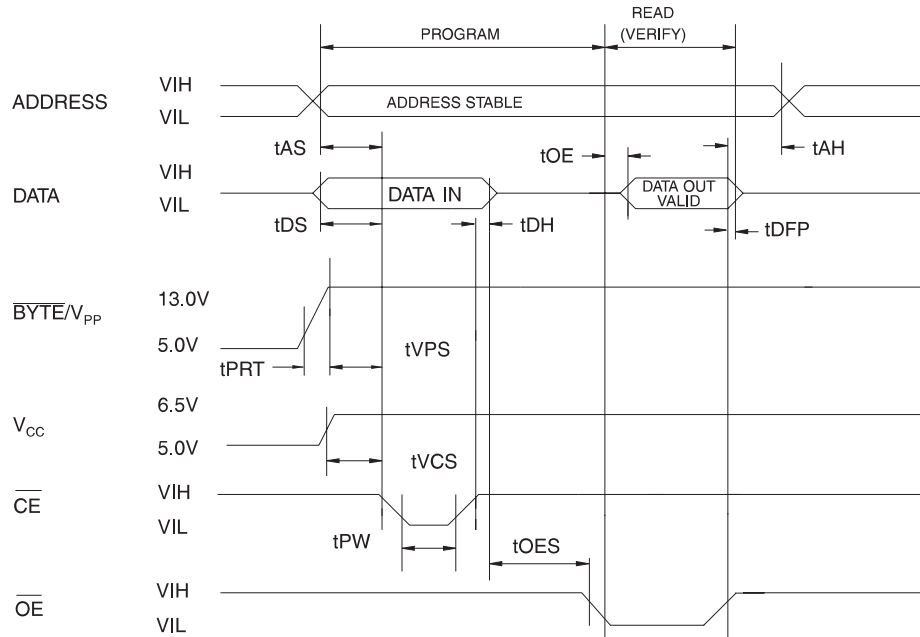 PROGRAM
READ
(VERIFY)
ADDRESS
VIH
VIL
ADDRESS STABLE
tAS
tOE
tAH
DATA
VIH
VIL
DATA IN
DATA OUT
VALID
tDS
tDH
tDFP
BYTE/VPP
13.0V
5.0V
tPRT
tVPS
VCC
6.5V
5.0V
tVCS
CE
VIH
VIL
tPW
tOES
OE
VIH
VIL